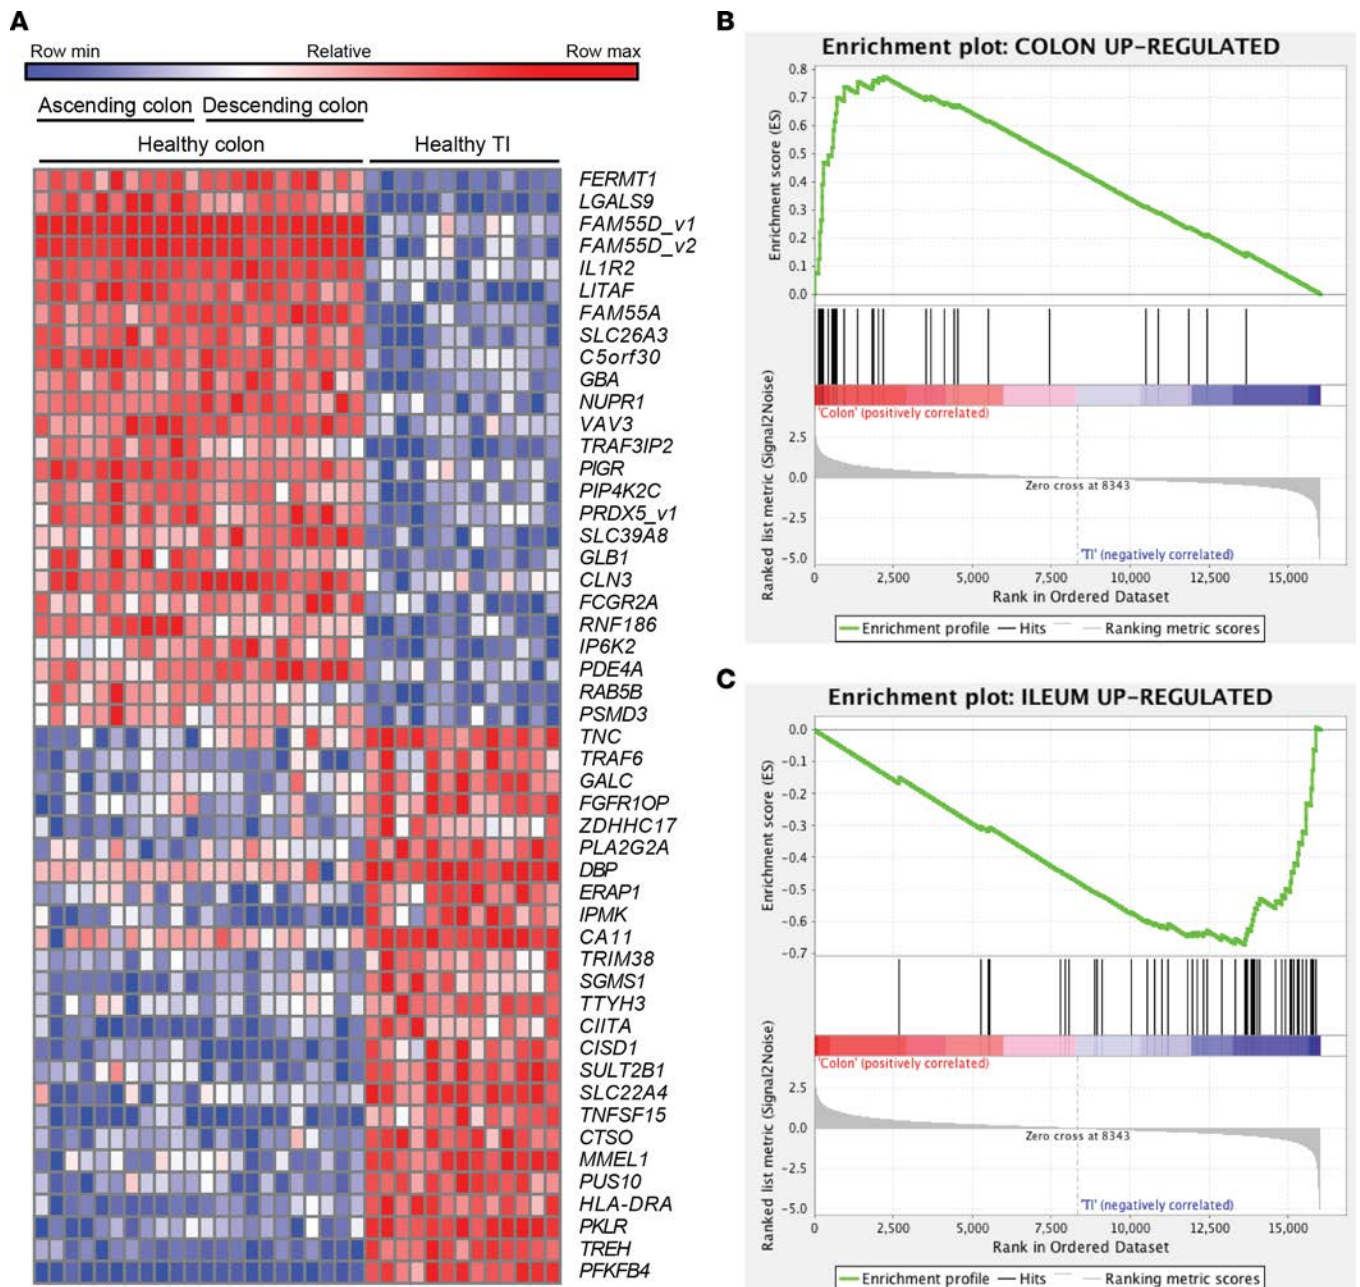 A
Row min Relative Row max
Ascending colon Descending colon
Healthy colon Healthy TI
FERMT1
LGALS9
FAM55D_v1
FAM55D_v2
IL1R2
LITAF
FAM55A
SLC26A3
C5orf30
GBA
NUPR1
VAV3
TRAF3IP2
PIGR
PIP4K2C
PRDX5_v1
SLC39A8
GLB1
CLN3
FCGR2A
RNF186
IP6K2
PDE4A
RAB5B
PSMD3
TNC
TRAF6
GALC
FGFR1OP
ZDHHC17
PLA2G2A
DBP
ERAP1
IPMK
CA11
TRIM38
SGMS1
TTYH3
CIITA
CISD1
SULT2B1
SLC22A4
TNFSF15
CTSO
MMEL1
PUS10
HLA-DRA
PKLR
TREH
PFKFB4
B
Enrichment plot: COLON UP-REGULATED
Enrichment score (ES)
0.8
0.7
0.6
0.5
0.4
0.3
0.2
0.1
0.0
'Colon' (positively correlated)
Ranked list metric (Signal2Noise)
2.5
0.0
-2.5
-5.0
Zero cross at 8343
'TI' (negatively correlated)
0 2,500 5,000 7,500 10,000 12,500 15,000
Rank in Ordered Dataset
Enrichment profile Hits Ranking metric scores
C
Enrichment plot: ILEUM UP-REGULATED
Enrichment score (ES)
0.0
-0.1
-0.2
-0.3
-0.4
-0.5
-0.6
-0.7
'Colon' (positively correlated)
Ranked list metric (Signal2Noise)
2.5
0.0
-2.5
-5.0
Zero cross at 8343
'TI' (negatively correlated)
0 2,500 5,000 7,500 10,000 12,500 15,000
Rank in Ordered Dataset
Enrichment profile Hits Ranking metric scores